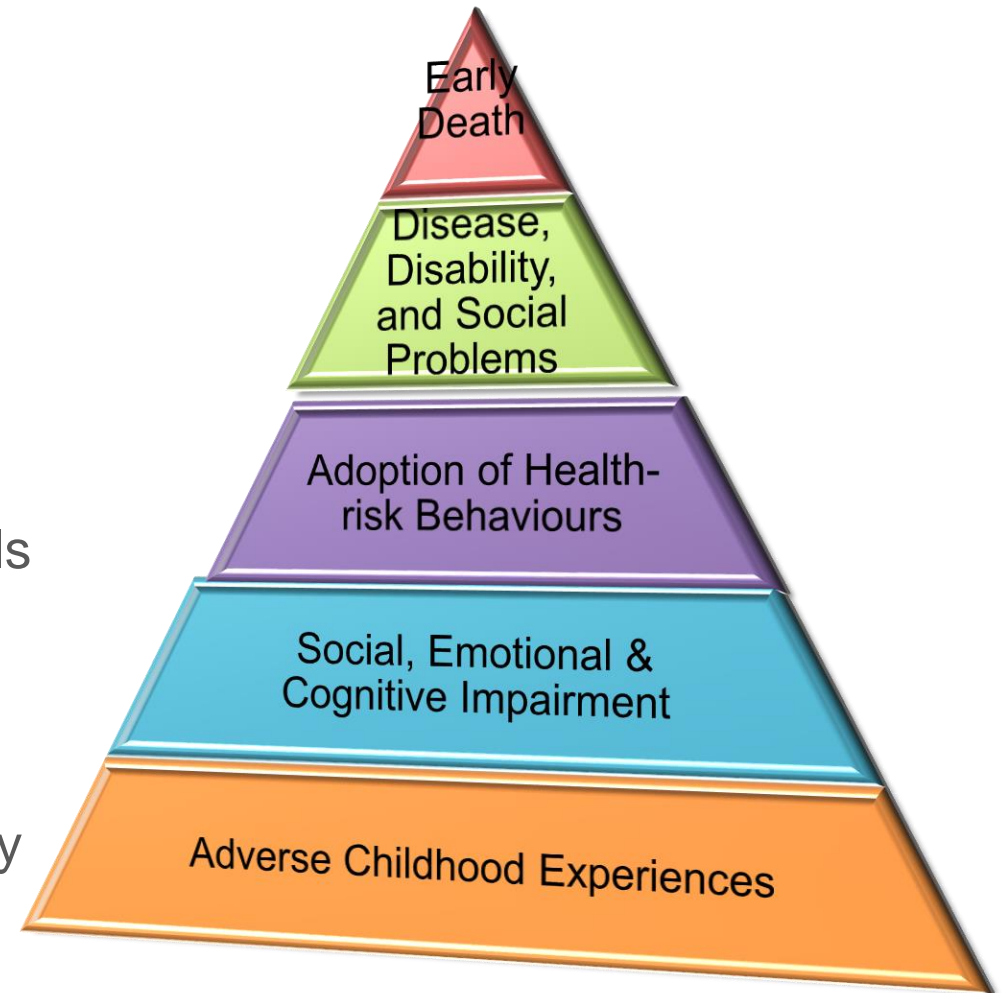 Early
Death
Disease,
Disability,
and Social
Problems
Adoption of Health-
risk Behaviours
Social, Emotional &
Cognitive Impairment
Adverse Childhood Experiences